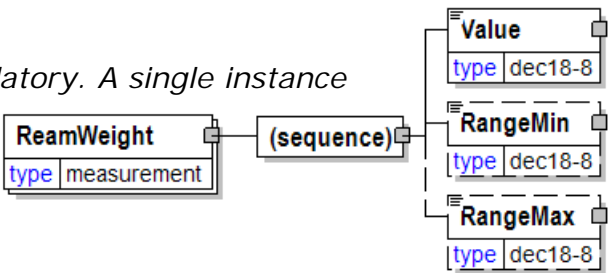 Value
type dec18-8
latory. A single instance
RangeMin
ReamWeight
(sequence)
type dec18-8
type measurement
RangeMax
type dec18-8